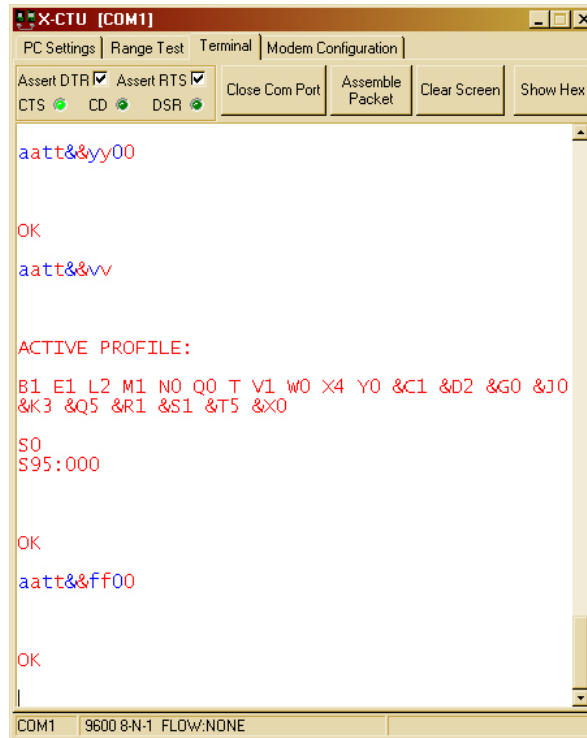 X-CTU [COM1]
PC Settings Range Test Terminal Modem Configuration
Assert DTR Assert RTS
CTS CD DSR
Close Com Port
Assemble Packet
Clear Screen
Show Hex
aatt&&yy00
OK
aatt&&vv
ACTIVE PROFILE:
B1 E1 L2 M1 N0 Q0 T V1 W0 X4 Y0 &C1 &D2 &G0 &J0
&K3 &Q5 &R1 &S1 &T5 &X0
S0
S95:000
OK
aatt&&ff00
OK
COM1 9600 8-N-1 FLOW:NONE